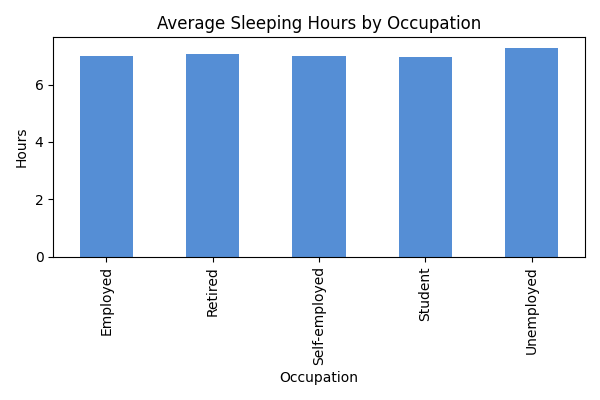 Average Sleeping Hours by Occupation
Hours
6
4
2
0
Employed
Retired
Self-employed
Student
Unemployed
Occupation